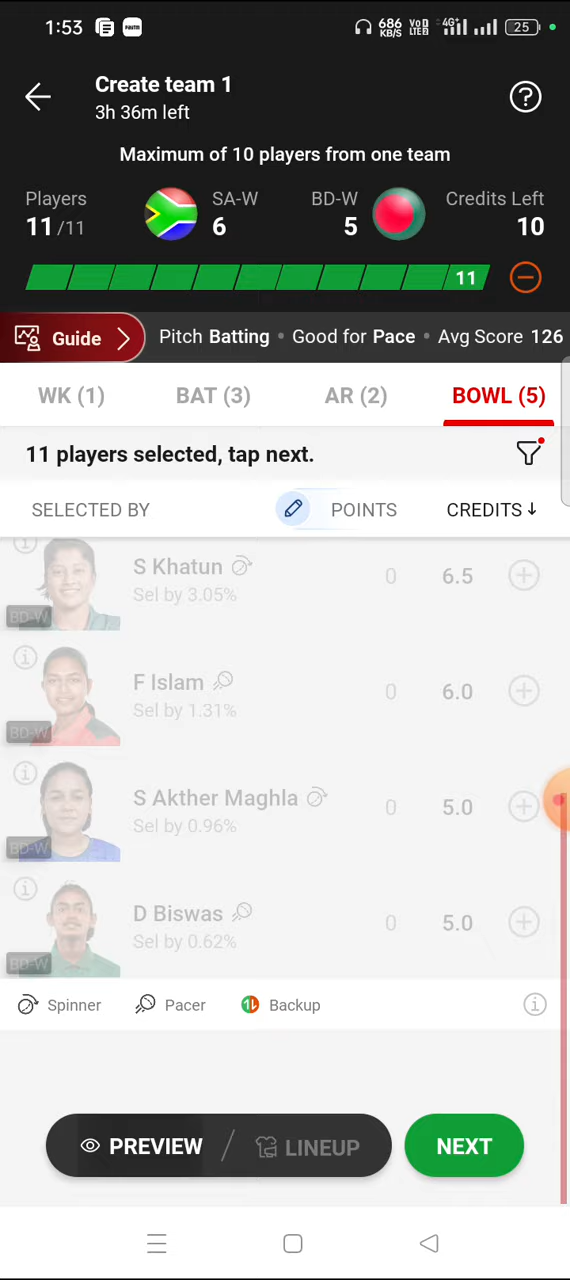 1:53 Paytm 686 KB/S VoD LTE2 4G+ 25
Create team 1
3h 36m left
Maximum of 10 players from one team
Players SA-W BD-W Credits Left
11/11 6 5 10
11
Guide Pitch Batting • Good for Pace • Avg Score 126
WK (1) BAT (3) AR (2) BOWL (5)
11 players selected, tap next.
SELECTED BY POINTS CREDITS↓
S Khatun 0 6.5
Sel by 3.05%
BD-W
F Islam 0 6.0
Sel by 1.31%
BD-W
S Akther Maghla 0 5.0
Sel by 0.96%
BD-W
D Biswas 0 5.0
Sel by 0.62%
BD-W
Spinner Pacer Backup
PREVIEW / LINEUP NEXT